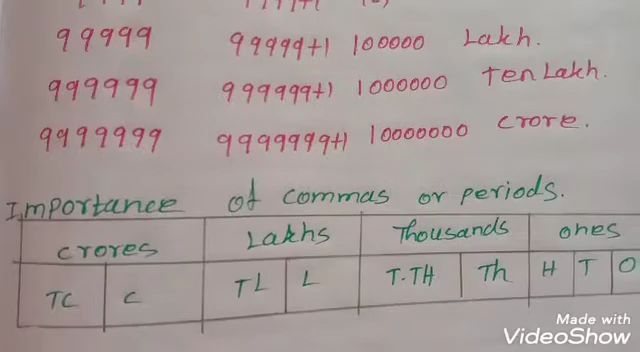 99999 99999+1 100000 Lakh.
999999 999999+1 1000000 Ten Lakh.
9999999 9999999+1 10000000 crore.
Importance of commas or periods.
crores Lakhs Thousands ones
TC C TL L T.TH Th H T O
Made with
VideoShow